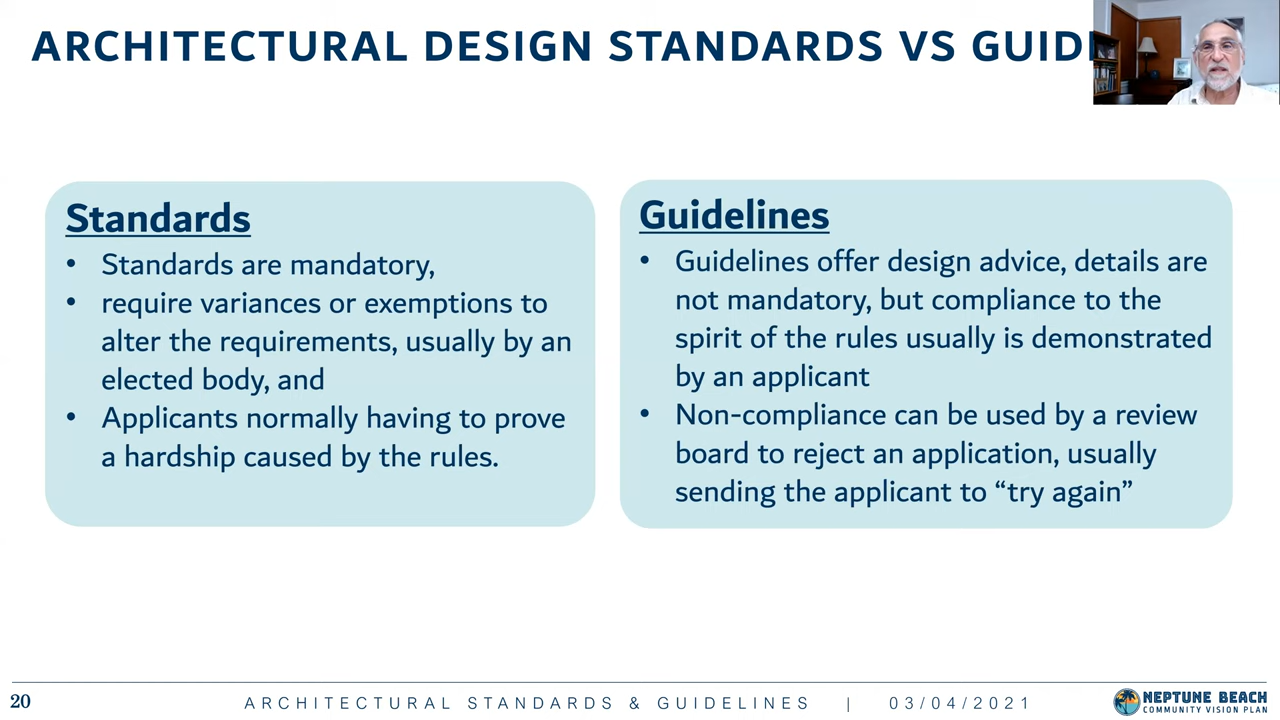 ARCHITECTURAL DESIGN STANDARDS VS
Standards
• Standards are mandatory,
• require variances or exemptions to
alter the requirements, usually by an
elected body, and
• Applicants normally having to prove
a hardship caused by the rules.
Guidelines
• Guidelines offer design advice, details are
not mandatory, but compliance to the
spirit of the rules usually is demonstrated
by an applicant
• Non-compliance can be used by a review
board to reject an application, usually
sending the applicant to “try again”
20
ARCHITECTURAL STANDARDS & GUIDELINES | 03/04/2021
NEPTUNE BEACH
COMMUNITY VISION PLAN